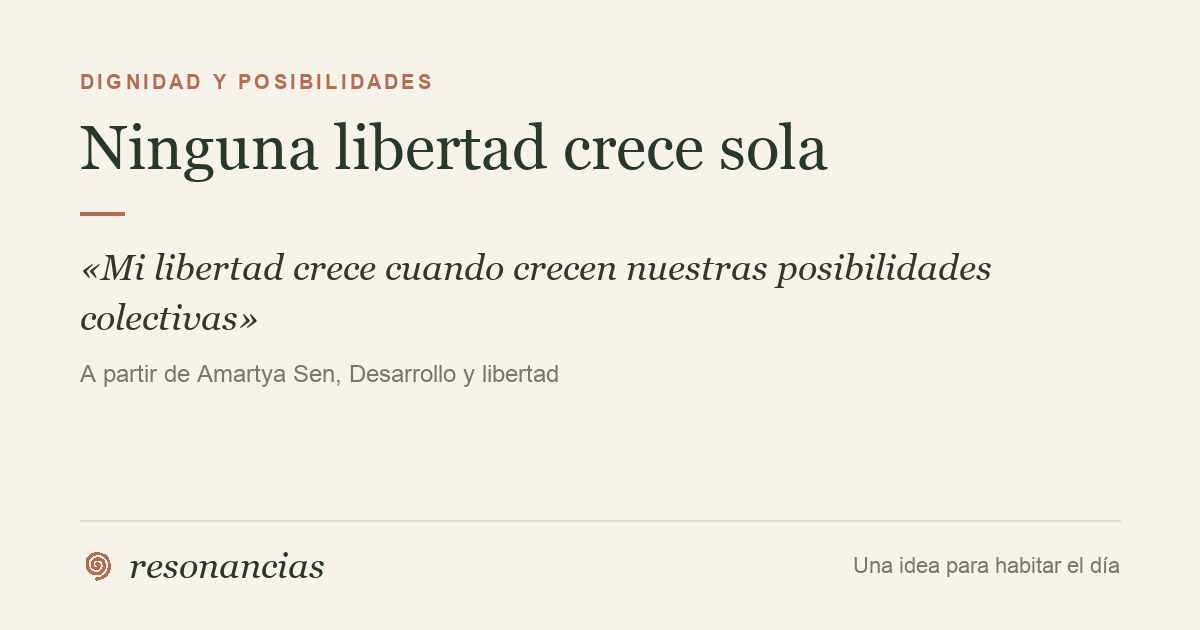 DIGNIDAD Y POSIBILIDADES
Ninguna libertad crece sola
«Mi libertad crece cuando crecen nuestras posibilidades
colectivas»
A partir de Amartya Sen, Desarrollo y libertad
resonancias
Una idea para habitar el día